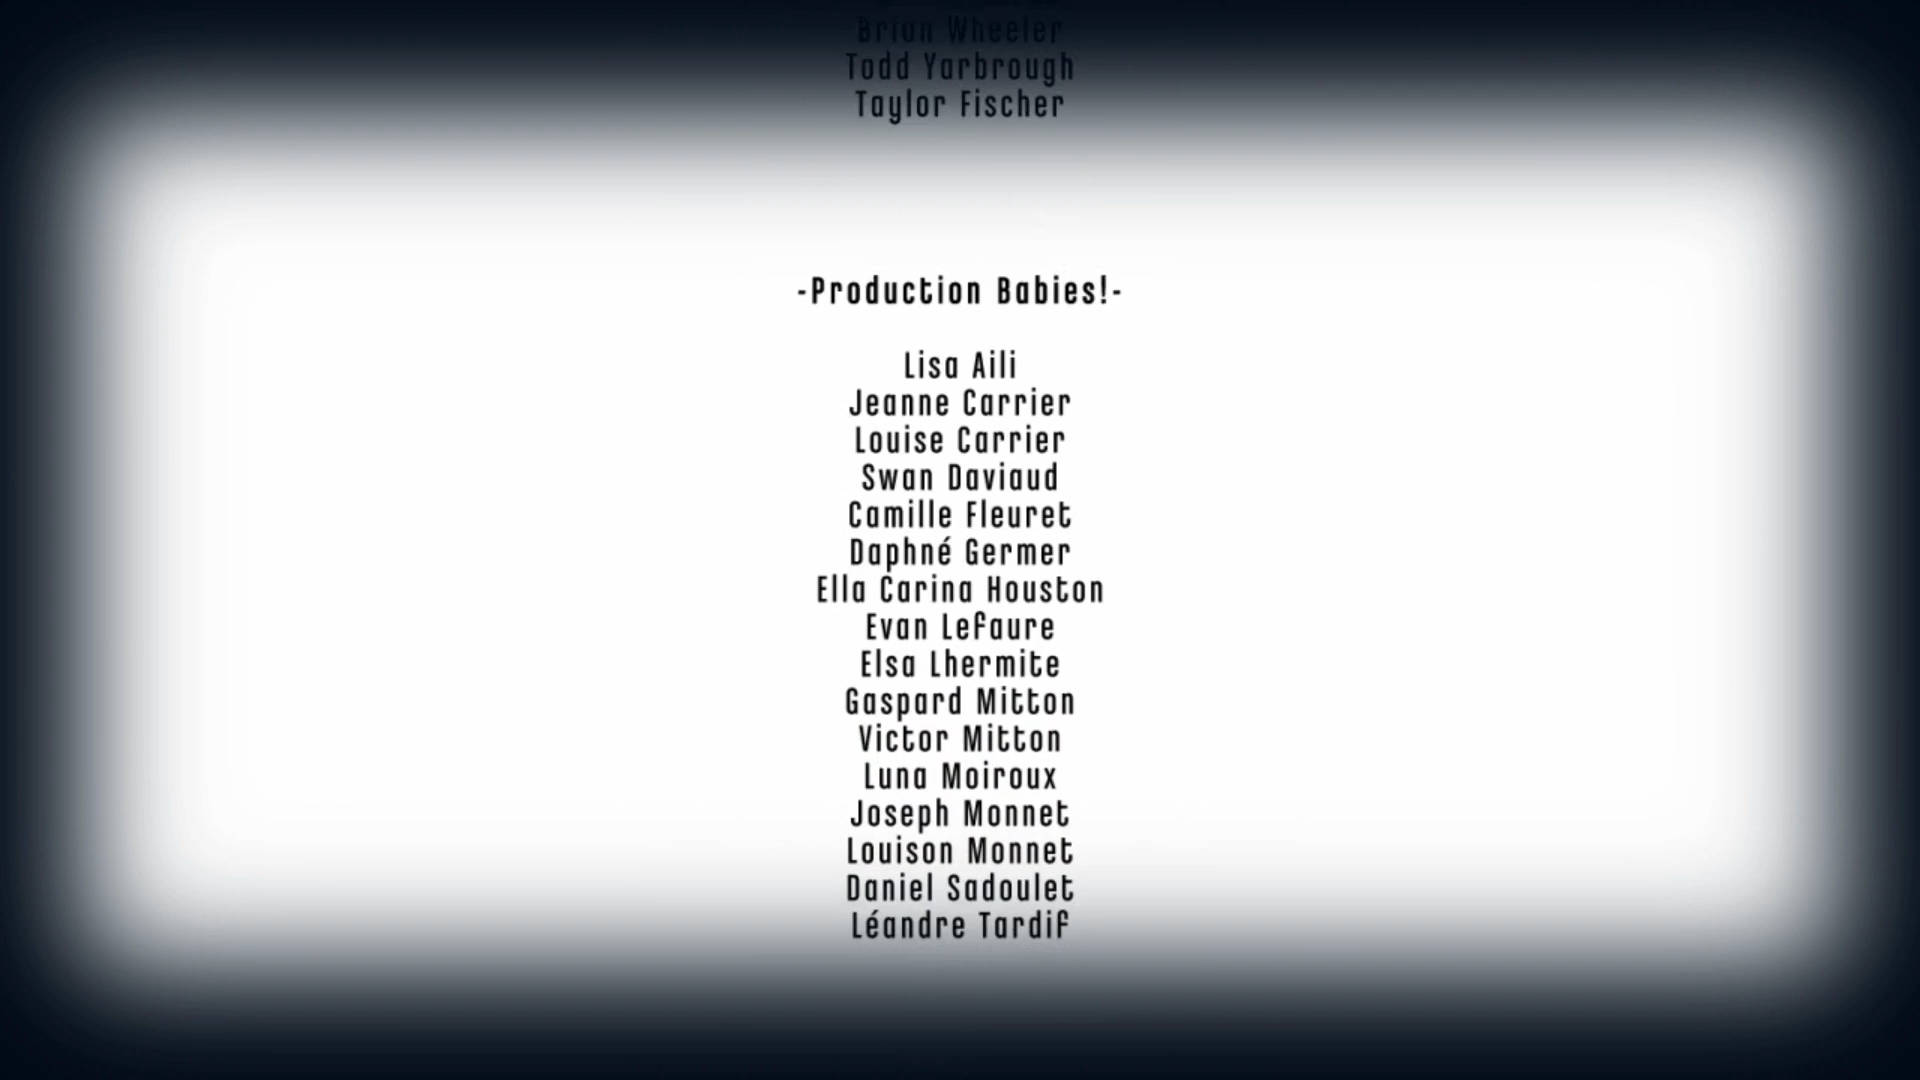 Brian Wheeler
Todd Yarbrough
Taylor Fischer
-Production Babies!-
Lisa Aili
Jeanne Carrier
Louise Carrier
Swan Daviaud
Camille Fleuret
Daphné Germer
Ella Carina Houston
Evan Lefaure
Elsa Lhermite
Gaspard Mitton
Victor Mitton
Luna Moiroux
Joseph Monnet
Louison Monnet
Daniel Sadoulet
Léandre Tardif